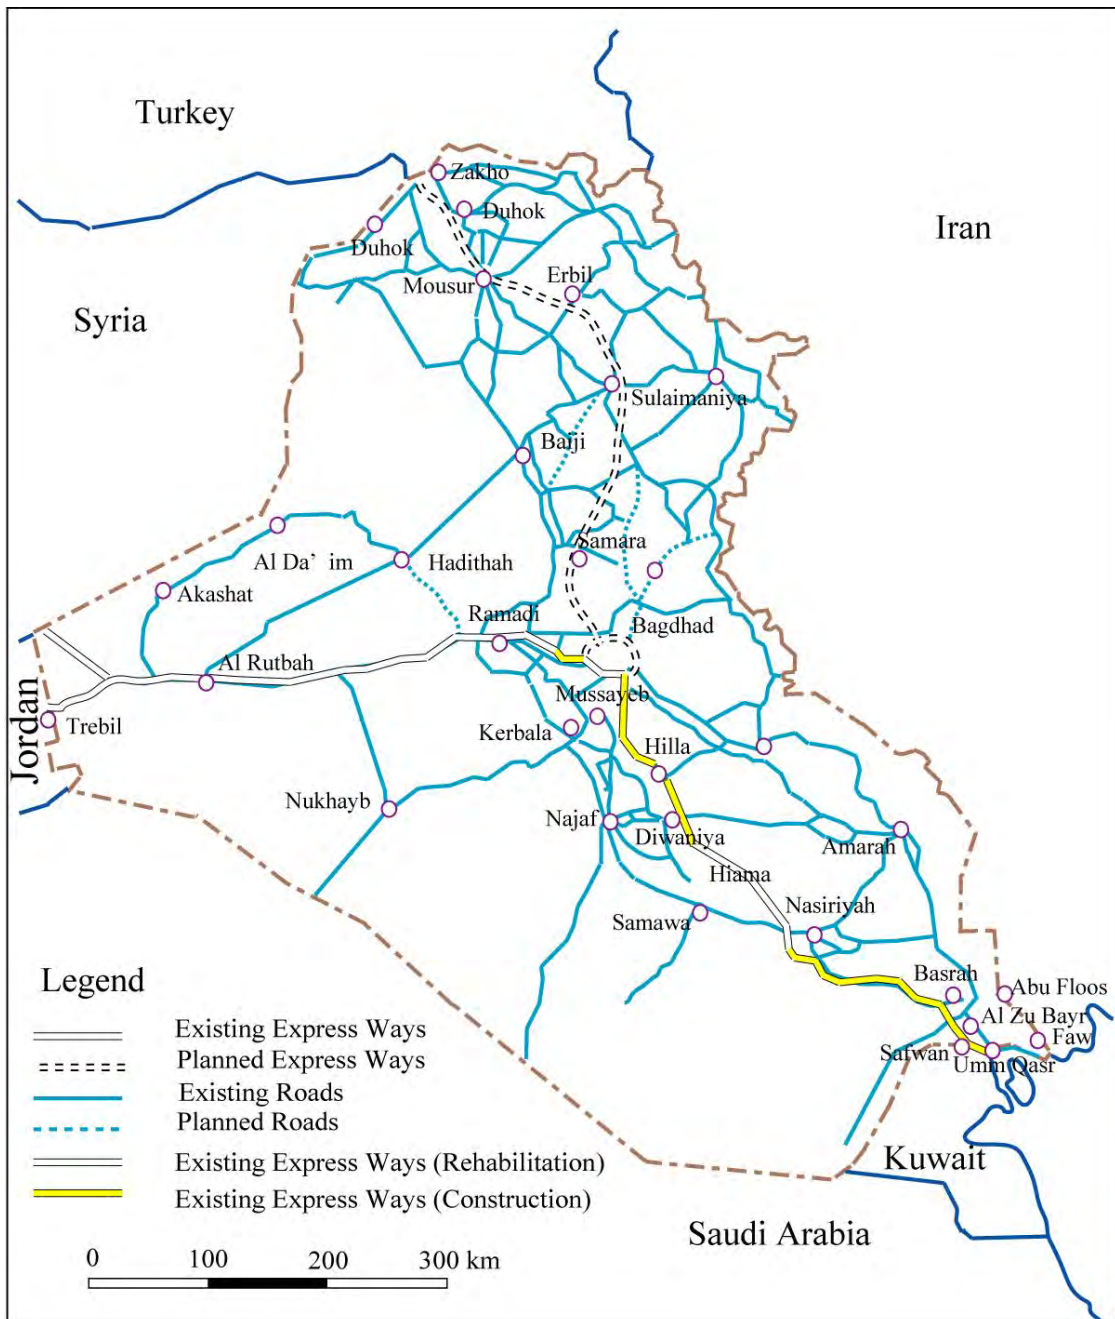 Turkey
Zakho
Iran
Duhok
Duhok
Erbil
Mousur
Syria
Sulaimaniya
Baiji
Samara
Al Da’ im
Hadithah
Akashat
Ramadi
Bagdhad
Al Rutbah
Jordan
Trebil
Mussayeb
Kerbala
Hilla
Nukhayb
Najaf
Diwaniya
Amarah
Hiama
Nasiriyah
Samawa
Basrah
Abu Floos
Al Zu Bayr
Faw
Safwan
Umm Qasr
Kuwait
Saudi Arabia
Legend
Existing Express Ways
Planned Express Ways
Existing Roads
Planned Roads
Existing Express Ways (Rehabilitation)
Existing Express Ways (Construction)
0 100 200 300 km